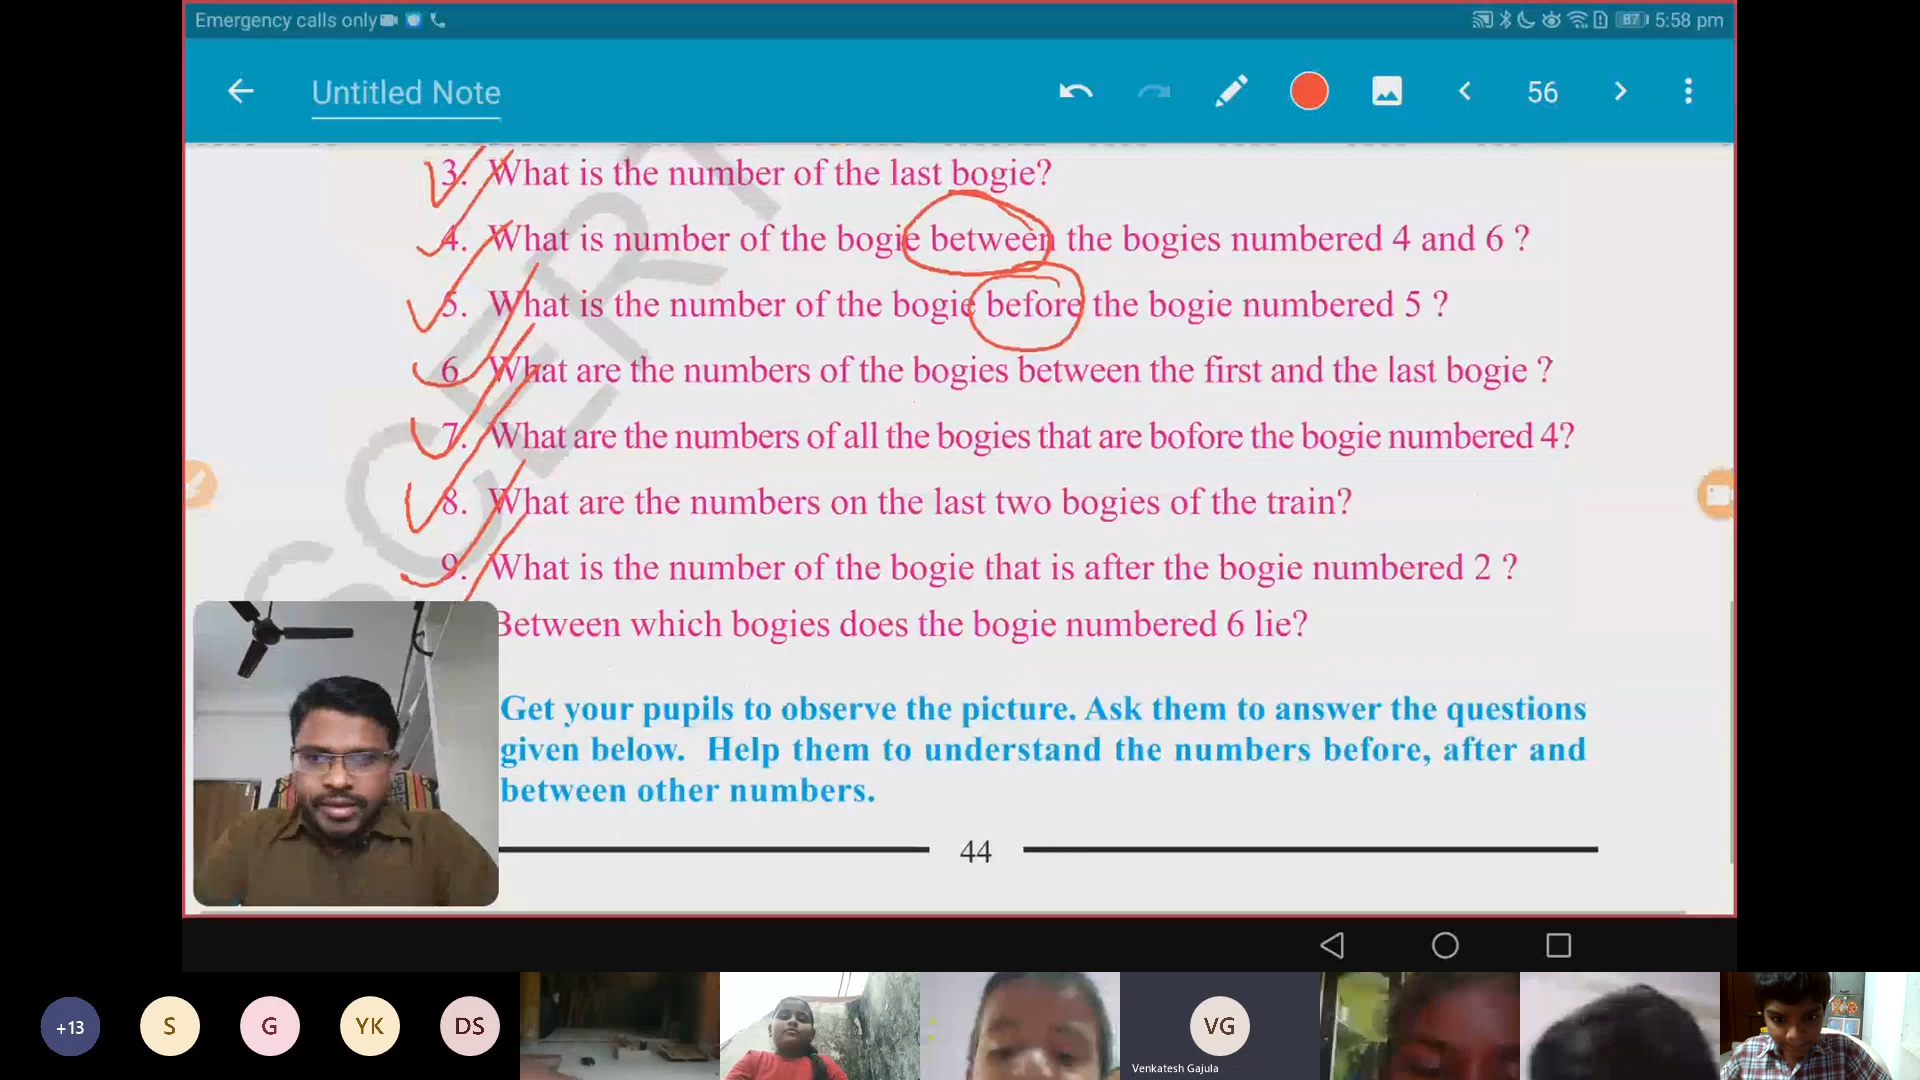 Emergency calls only
87 5:58 pm
Untitled Note
56
3. What is the number of the last bogie?
4. What is number of the bogie between the bogies numbered 4 and 6 ?
5. What is the number of the bogie before the bogie numbered 5 ?
6 What are the numbers of the bogies between the first and the last bogie ?
7. What are the numbers of all the bogies that are bofore the bogie numbered 4?
8. What are the numbers on the last two bogies of the train?
9. What is the number of the bogie that is after the bogie numbered 2 ?
Between which bogies does the bogie numbered 6 lie?
Get your pupils to observe the picture. Ask them to answer the questions
given below. Help them to understand the numbers before, after and
between other numbers.
44
SCERT
+13
S
G
YK
DS
VG
Venkatesh Gajula